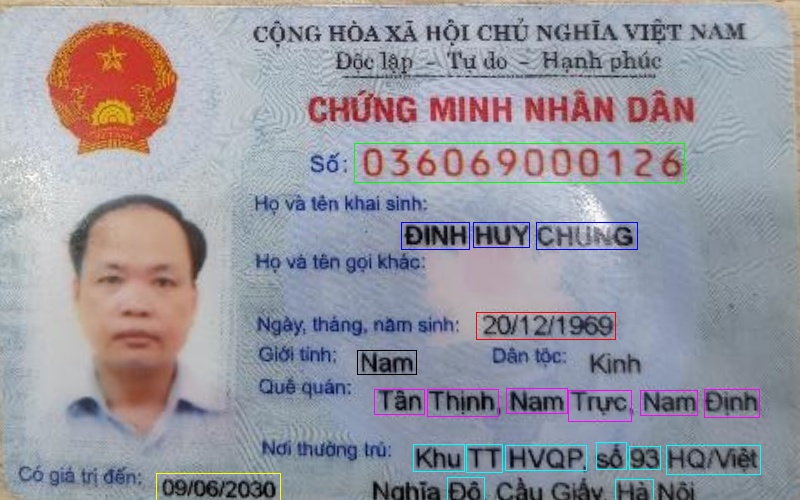 CỘNG HÒA XÃ HỘI CHỦ NGHĨA VIỆT NAM
Độc lập - Tự do - Hạnh phúc
CHỨNG MINH NHÂN DÂN
Số: 036069000126
Họ và tên khai sinh:
ĐINH HUY CHUNG
Họ và tên gọi khác:
Ngày, tháng, năm sinh: 20/12/1969
Giới tính: Nam Dân tộc: Kinh
Quê quán: Tân Thịnh, Nam Trực, Nam Định
Nơi thường trú: Khu TT HVQP, số 93 HQ/Việt
Có giá trị đến: 09/06/2030 Nghĩa Đô, Cầu Giấy, Hà Nội